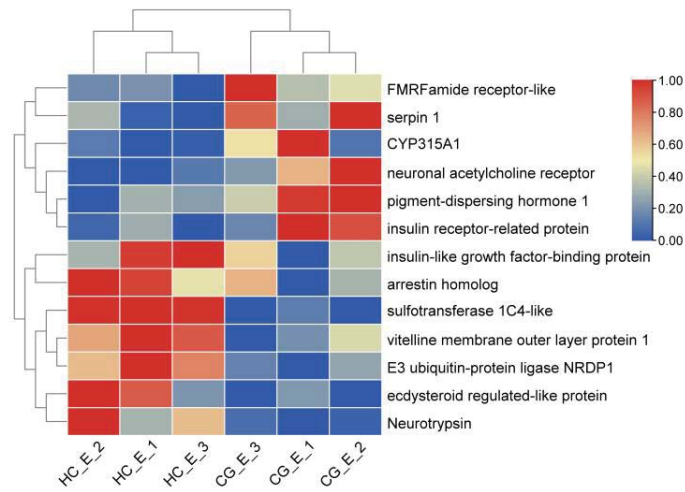 FMRFamide receptor-like
serpin 1
CYP315A1
neuronal acetylcholine receptor
pigment-dispersing hormone 1
insulin receptor-related protein
insulin-like growth factor-binding protein
arrestin homolog
sulfotransferase 1C4-like
vitelline membrane outer layer protein 1
E3 ubiquitin-protein ligase NRDP1
ecdysteroid regulated-like protein
Neurotrypsin
1.00
0.80
0.60
0.40
0.20
0.00
HC_E_2
HC_E_1
HC_E_3
CG_E_3
CG_E_1
CG_E_2